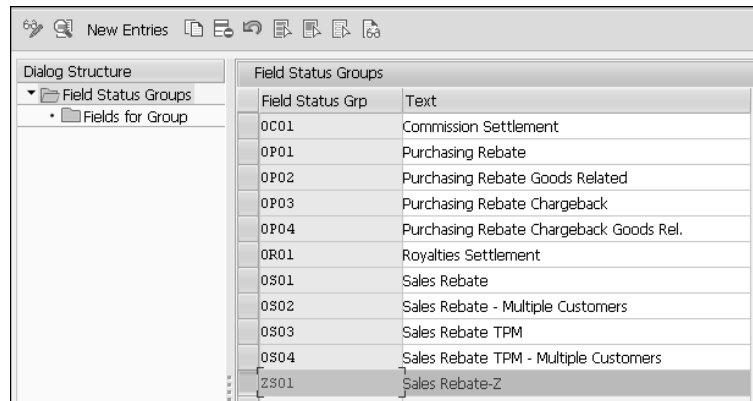 New Entries
Dialog Structure
Field Status Groups
Fields for Group
Field Status Groups
Field Status Grp Text
0C01 Commission Settlement
0P01 Purchasing Rebate
0P02 Purchasing Rebate Goods Related
0P03 Purchasing Rebate Chargeback
0P04 Purchasing Rebate Chargeback Goods Rel.
0R01 Royalties Settlement
0S01 Sales Rebate
0S02 Sales Rebate - Multiple Customers
0S03 Sales Rebate TPM
0S04 Sales Rebate TPM - Multiple Customers
ZS01 Sales Rebate-Z